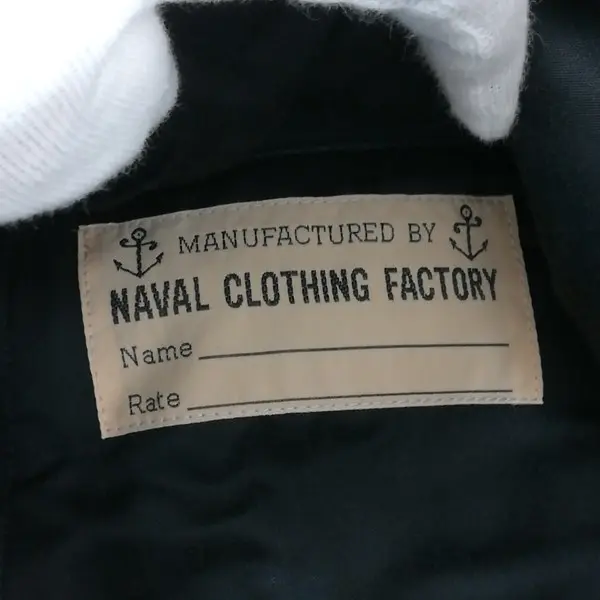 MANUFACTURED BY
NAVAL CLOTHING FACTORY
Name
Rate